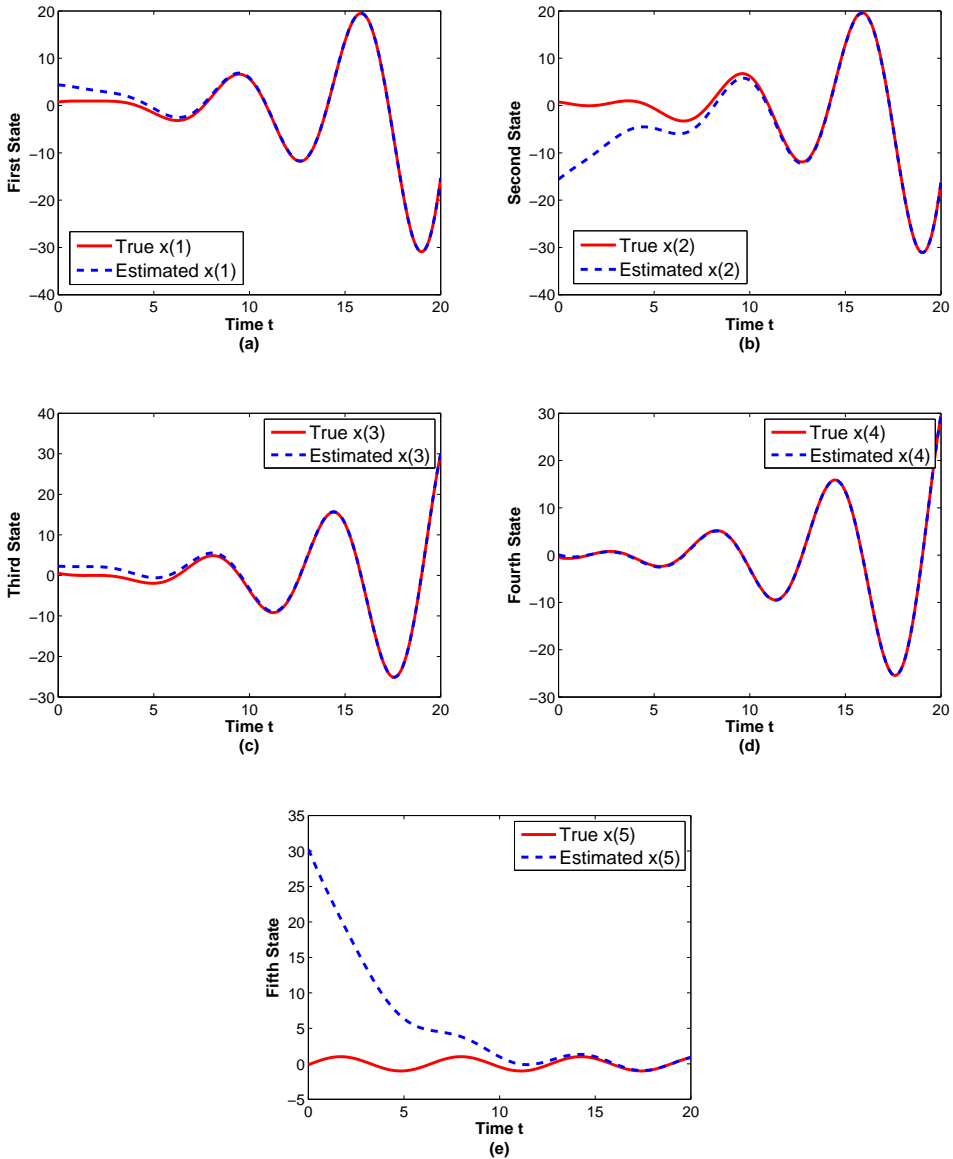 20
10
0
−10
−20
−30
−40
First State
True x(1)
Estimated x(1)
0 5 10 15 20
Time t
(a)
20
10
0
−10
−20
−30
−40
Second State
True x(2)
Estimated x(2)
0 5 10 15 20
Time t
(b)
40
30
20
10
0
−10
−20
−30
Third State
True x(3)
Estimated x(3)
0 5 10 15 20
Time t
(c)
30
20
10
0
−10
−20
−30
Fourth State
True x(4)
Estimated x(4)
0 5 10 15 20
Time t
(d)
35
30
25
20
15
10
5
0
−5
Fifth State
True x(5)
Estimated x(5)
0 5 10 15 20
Time t
(e)